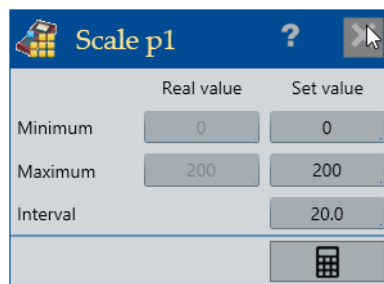 Scale p1 ?
Real value Set value
Minimum 0 0
Maximum 200 200
Interval 20.0